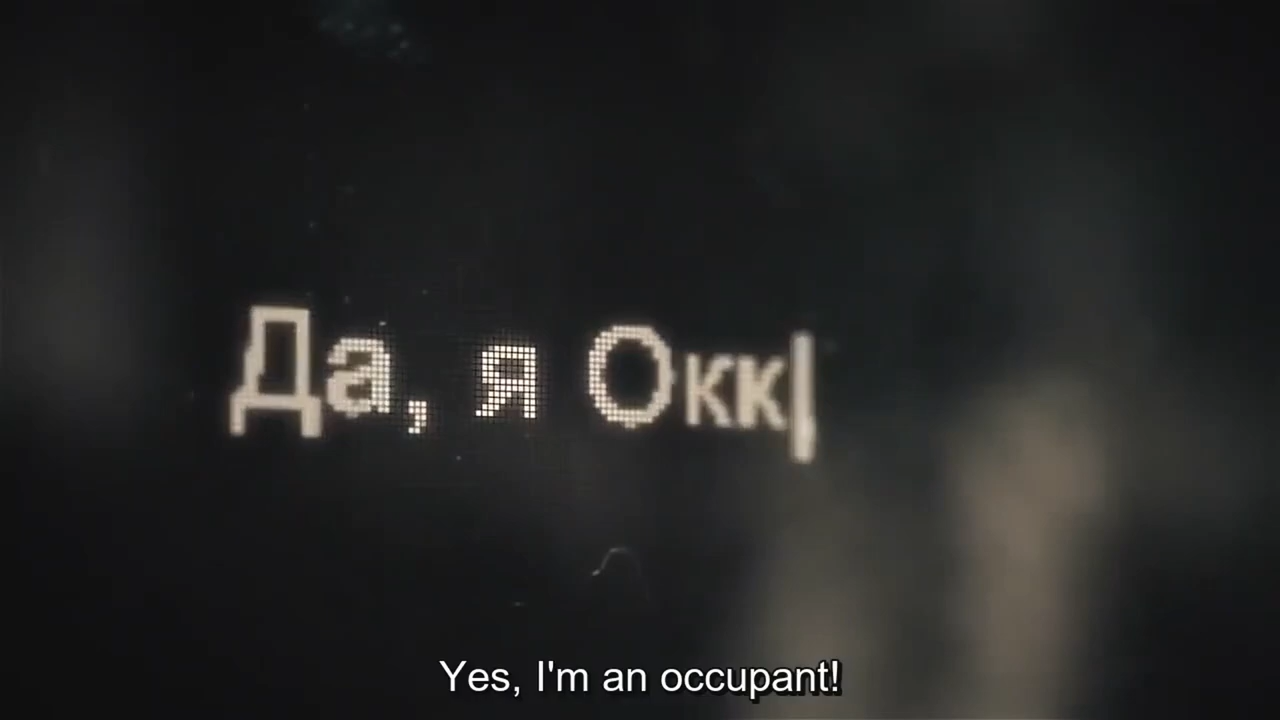 Да, я Окк
Yes, I'm an occupant!